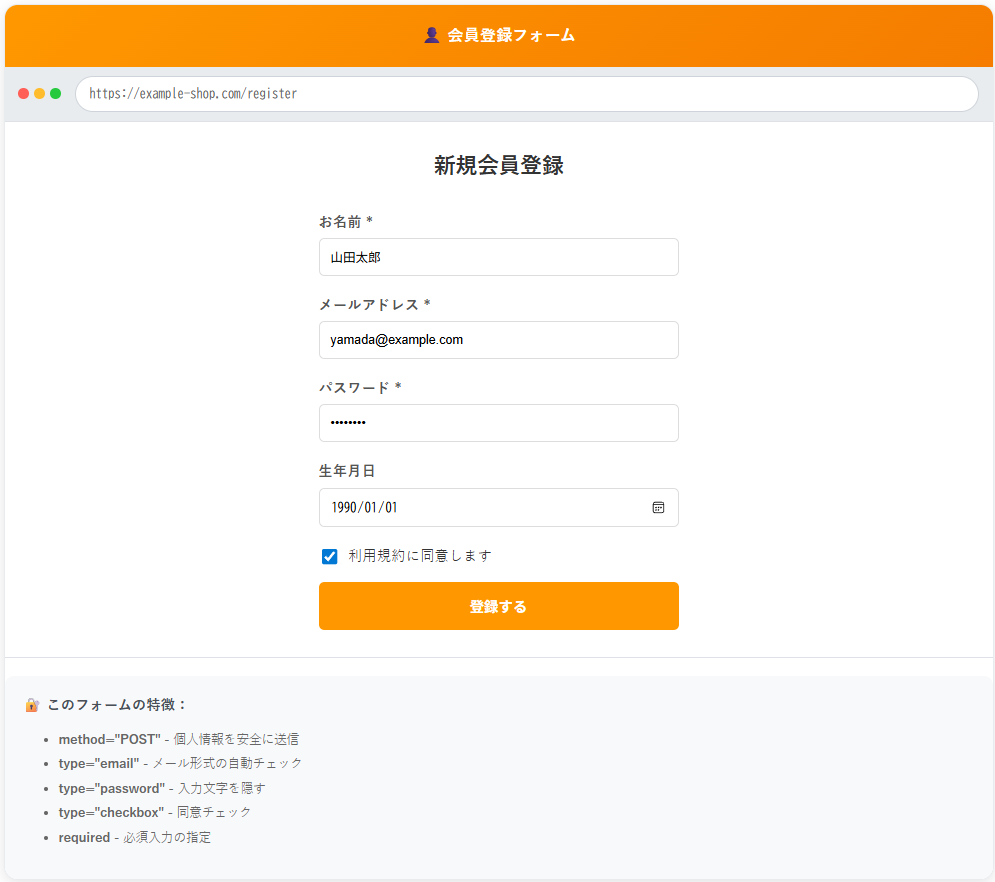 会員登録フォーム
https://example-shop.com/register
新規会員登録
お名前 *
山田太郎
メールアドレス *
yamada@example.com
パスワード *
••••••••
生年月日
1990/01/01
利用規約に同意します
登録する
このフォームの特徴：
• method="POST" - 個人情報を安全に送信
• type="email" - メール形式の自動チェック
• type="password" - 入力文字を隠す
• type="checkbox" - 同意チェック
• required - 必須入力の指定